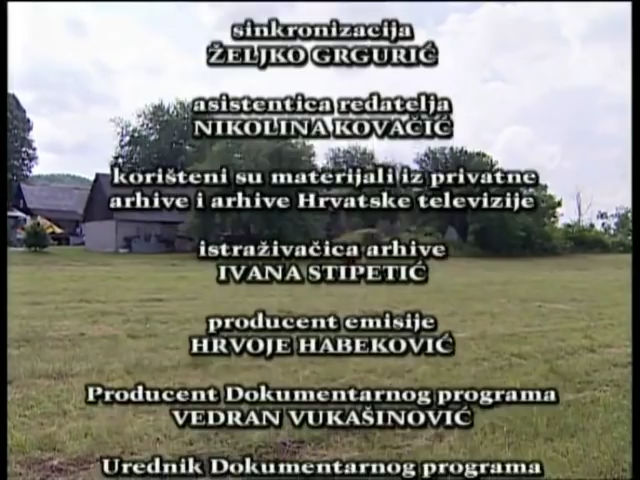 sinkronizacija
ŽELJKO GRGURIĆ
asistentica redatelja
NIKOLINA KOVAČIĆ
korišteni su materijali iz privatne
arhive i arhive Hrvatske televizije
istraživačica arhive
IVANA STIPETIĆ
producent emisije
HRVOJE HABEKOVIĆ
Producent Dokumentarnog programa
VEDRAN VUKAŠINOVIĆ
Urednik Dokumentarnog programa